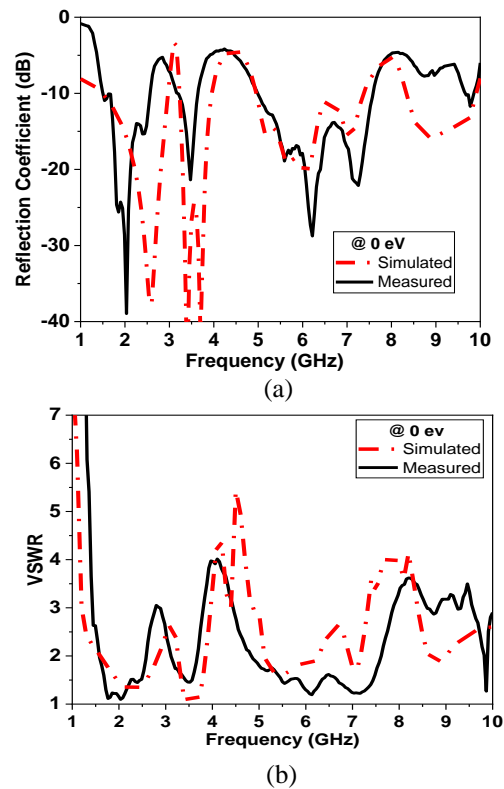 0
-10
-20
-30
-40
Reflection Coefficient (dB)
@ 0 eV
Simulated
Measured
1 2 3 4 5 6 7 8 9 10
Frequency (GHz)
(a)
7
6
5
4
3
2
1
VSWR
@ 0 ev
Simulated
Measured
1 2 3 4 5 6 7 8 9 10
Frequency (GHz)
(b)